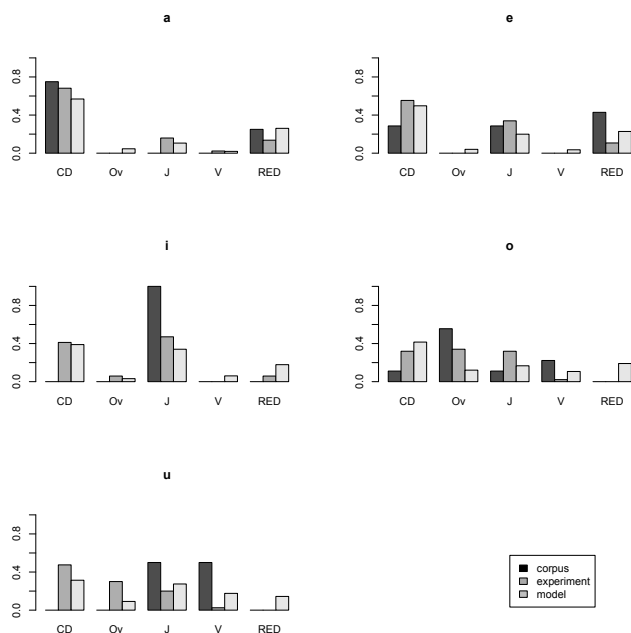 a
0.0 0.4 0.8
CD Ov J V RED
e
0.0 0.4 0.8
CD Ov J V RED
i
0.0 0.4 0.8
CD Ov J V RED
o
0.0 0.4 0.8
CD Ov J V RED
u
0.0 0.4 0.8
CD Ov J V RED
corpus
experiment
model